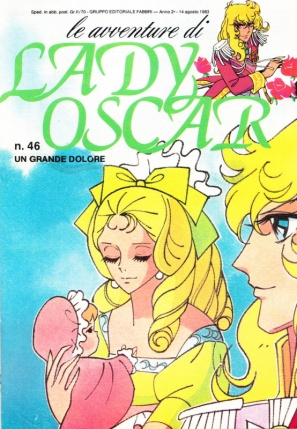 Sped. in abb. post. Gr. II/70 - GRUPPO EDITORIALE FABBRI — Anno 2º - 14 agosto 1983
le avventure di
LADY
OSCAR
n. 46
UN GRANDE DOLORE